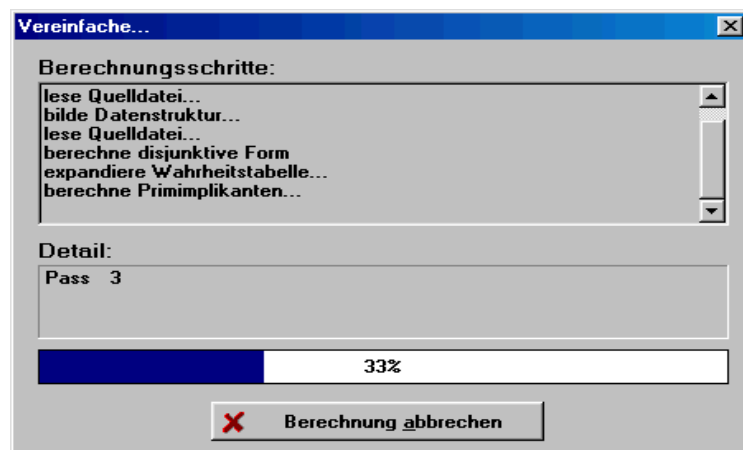 Vereinfache...
Berechnungsschritte:
lese Quelldatei...
bilde Datenstruktur...
lese Quelldatei...
berechne disjunktive Form
expandiere Wahrheitstabelle...
berechne Primimplikanten...
Detail:
Pass 3
33%
Berechnung abbrechen